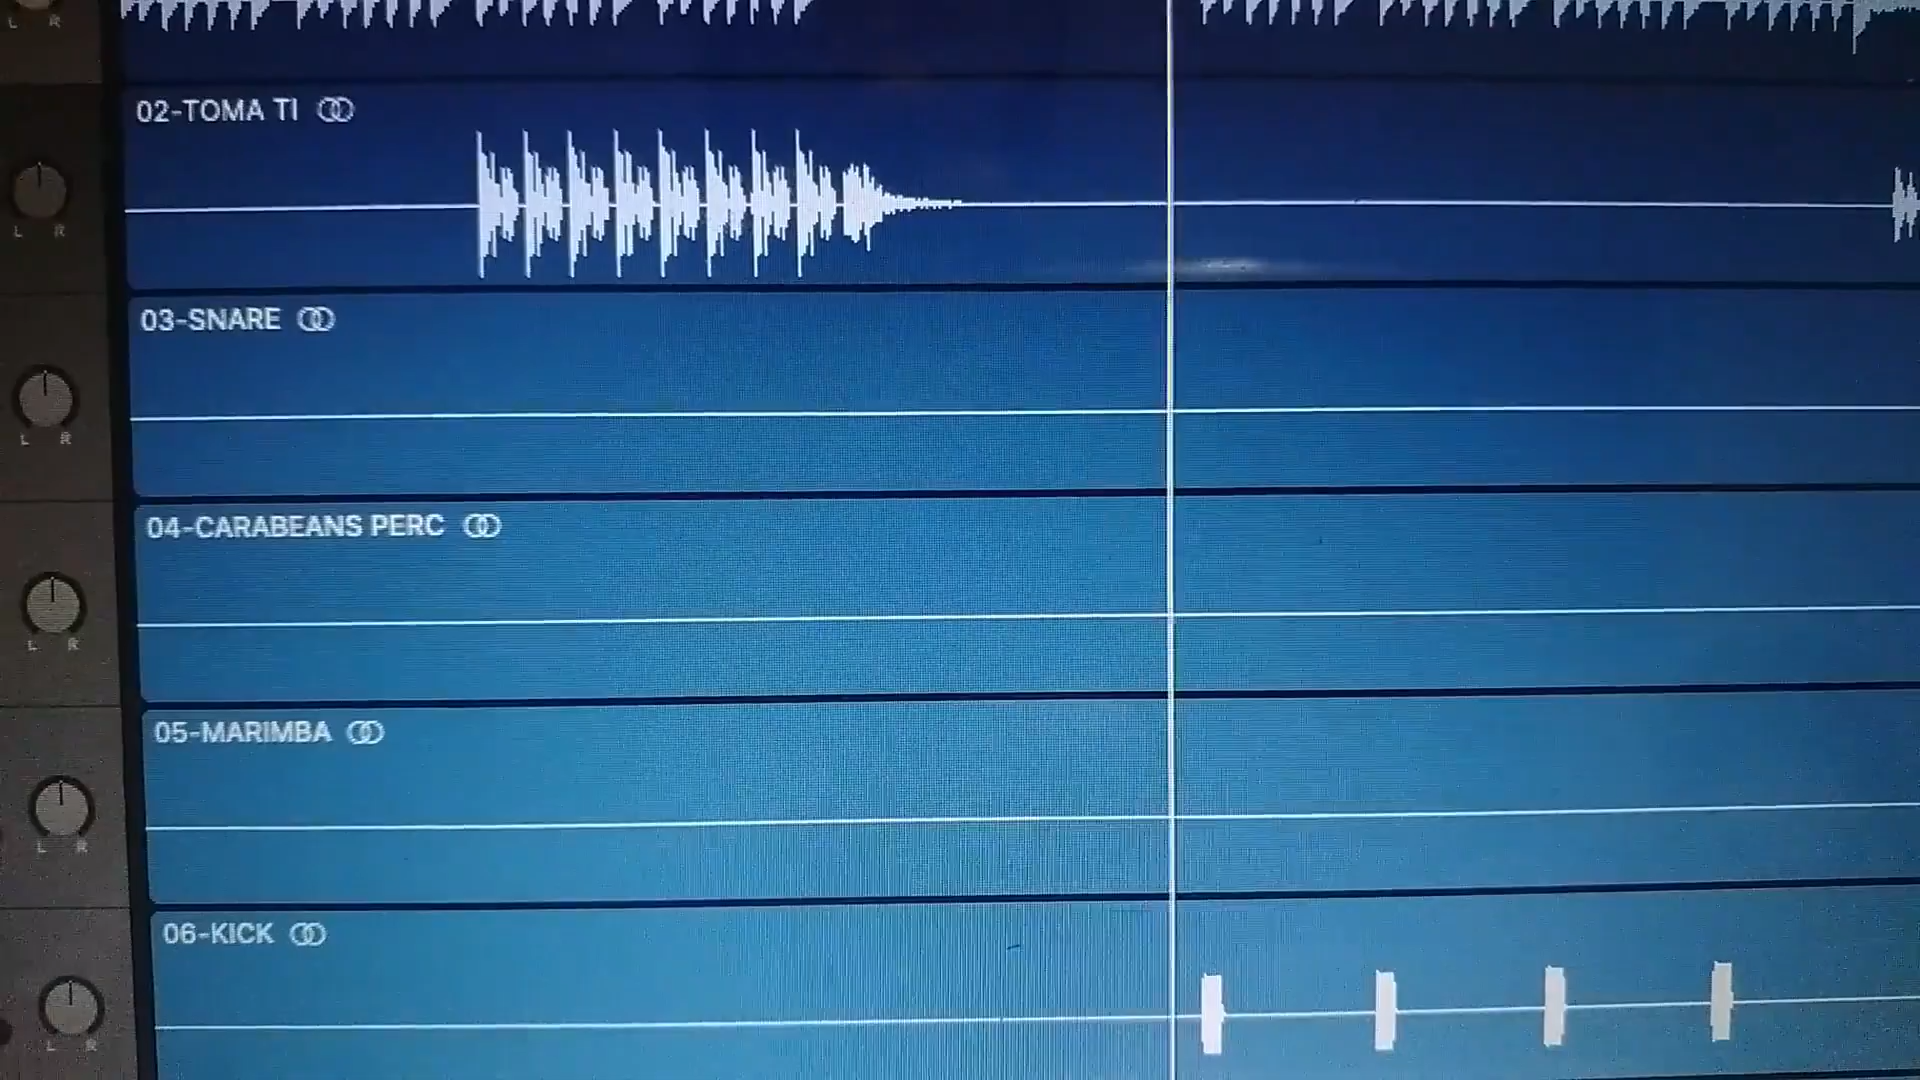 L R
02-TOMA TI
L R
03-SNARE
L R
04-CARABEANS PERC
L R
05-MARIMBA
L R
06-KICK
L R